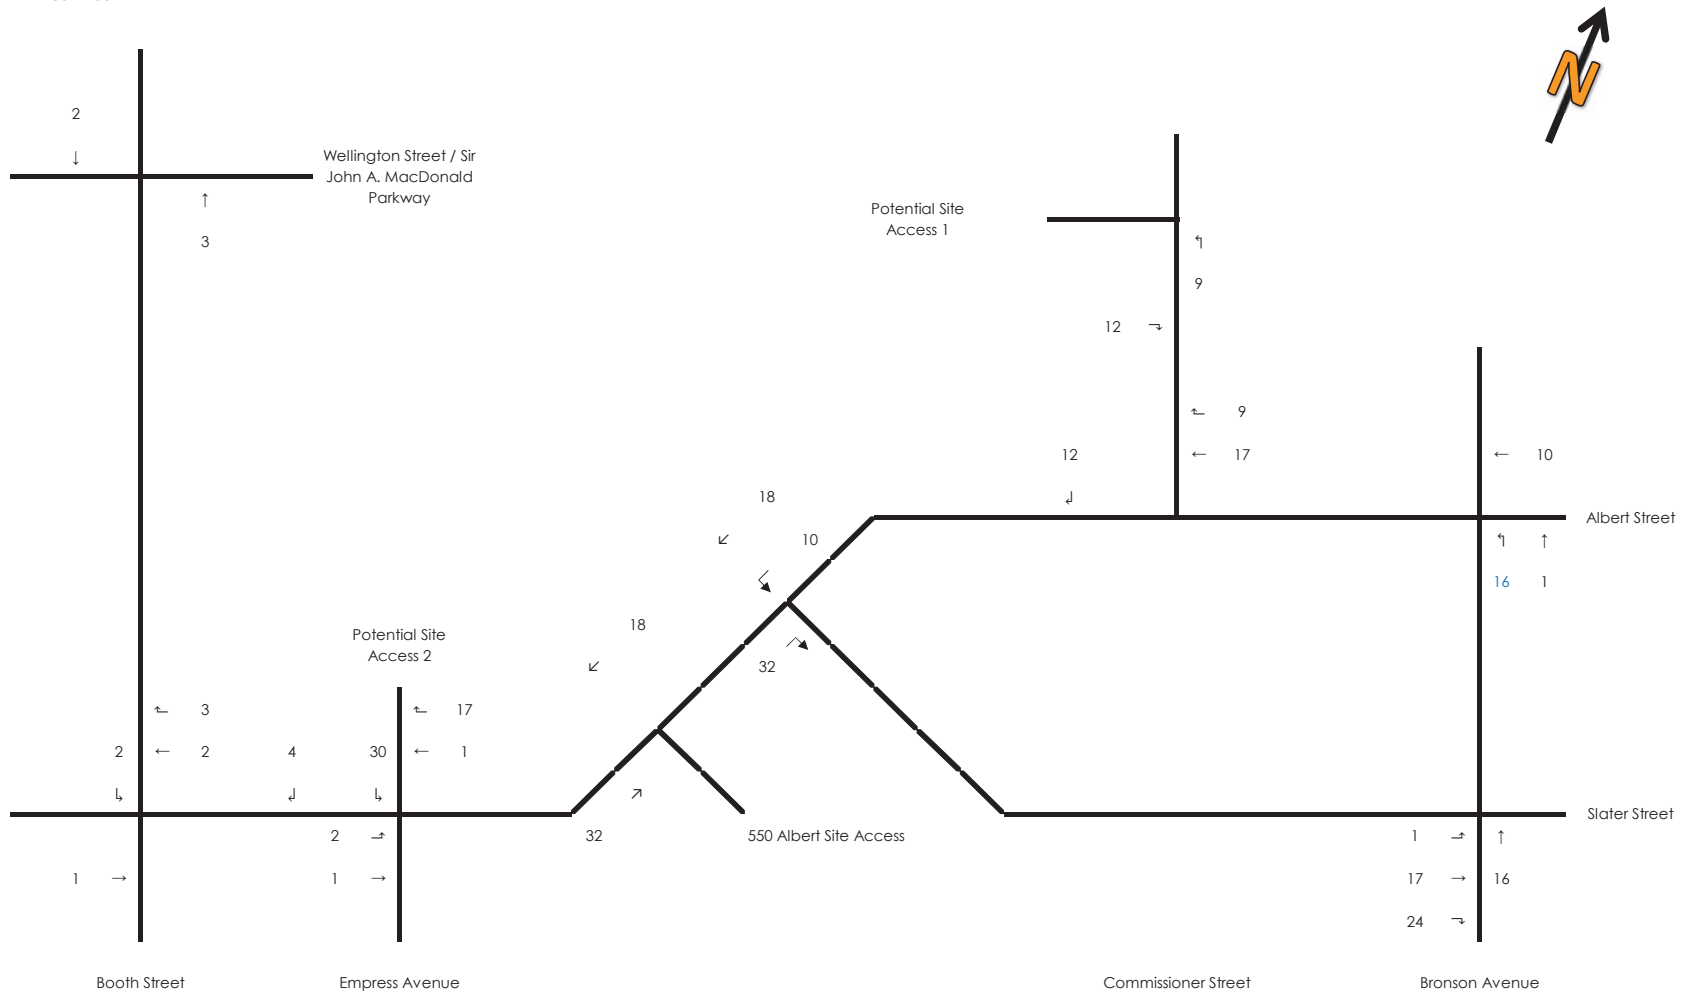 N
2
↓
Wellington Street / Sir
John A. MacDonald
Parkway
↑
3
Potential Site
Access 1
↰
9
12 ⬎
9
← 17
12
↲
← 10
Albert Street
↰ ↑
16 1
18
↙
10
18
↙
32
Potential Site
Access 2
3
2 ← 2
↳
4
↲
17
30 ← 1
↳
↗
32
550 Albert Site Access
Slater Street
2
1 →
1 →
1 ↑
17 → 16
24
Booth Street
Empress Avenue
Commissioner Street
Bronson Avenue